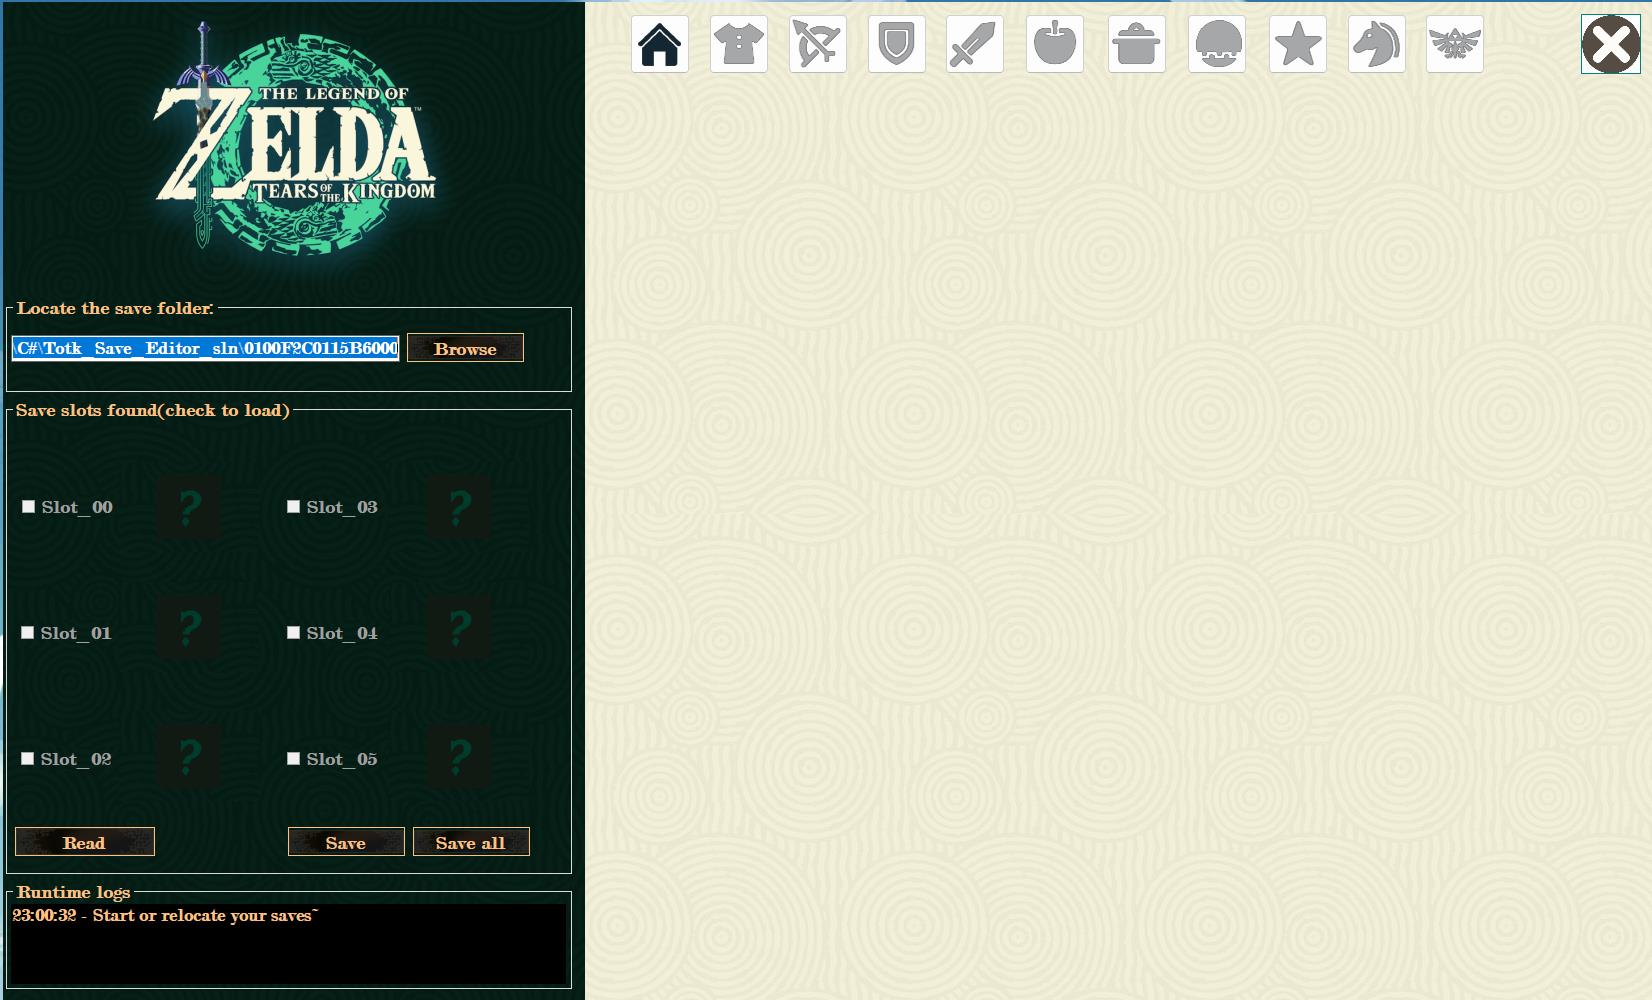 THE LEGEND OF
ZELDA™
TEARS OF THE KINGDOM
Locate the save folder:
\C#\Totk_Save_Editor_sln\0100F2C0115B6000
Browse
Save slots found(check to load)
Slot_00
?
Slot_03
?
Slot_01
?
Slot_04
?
Slot_02
?
Slot_05
?
Read
Save
Save all
Runtime logs
23:00:32 - Start or relocate your saves~